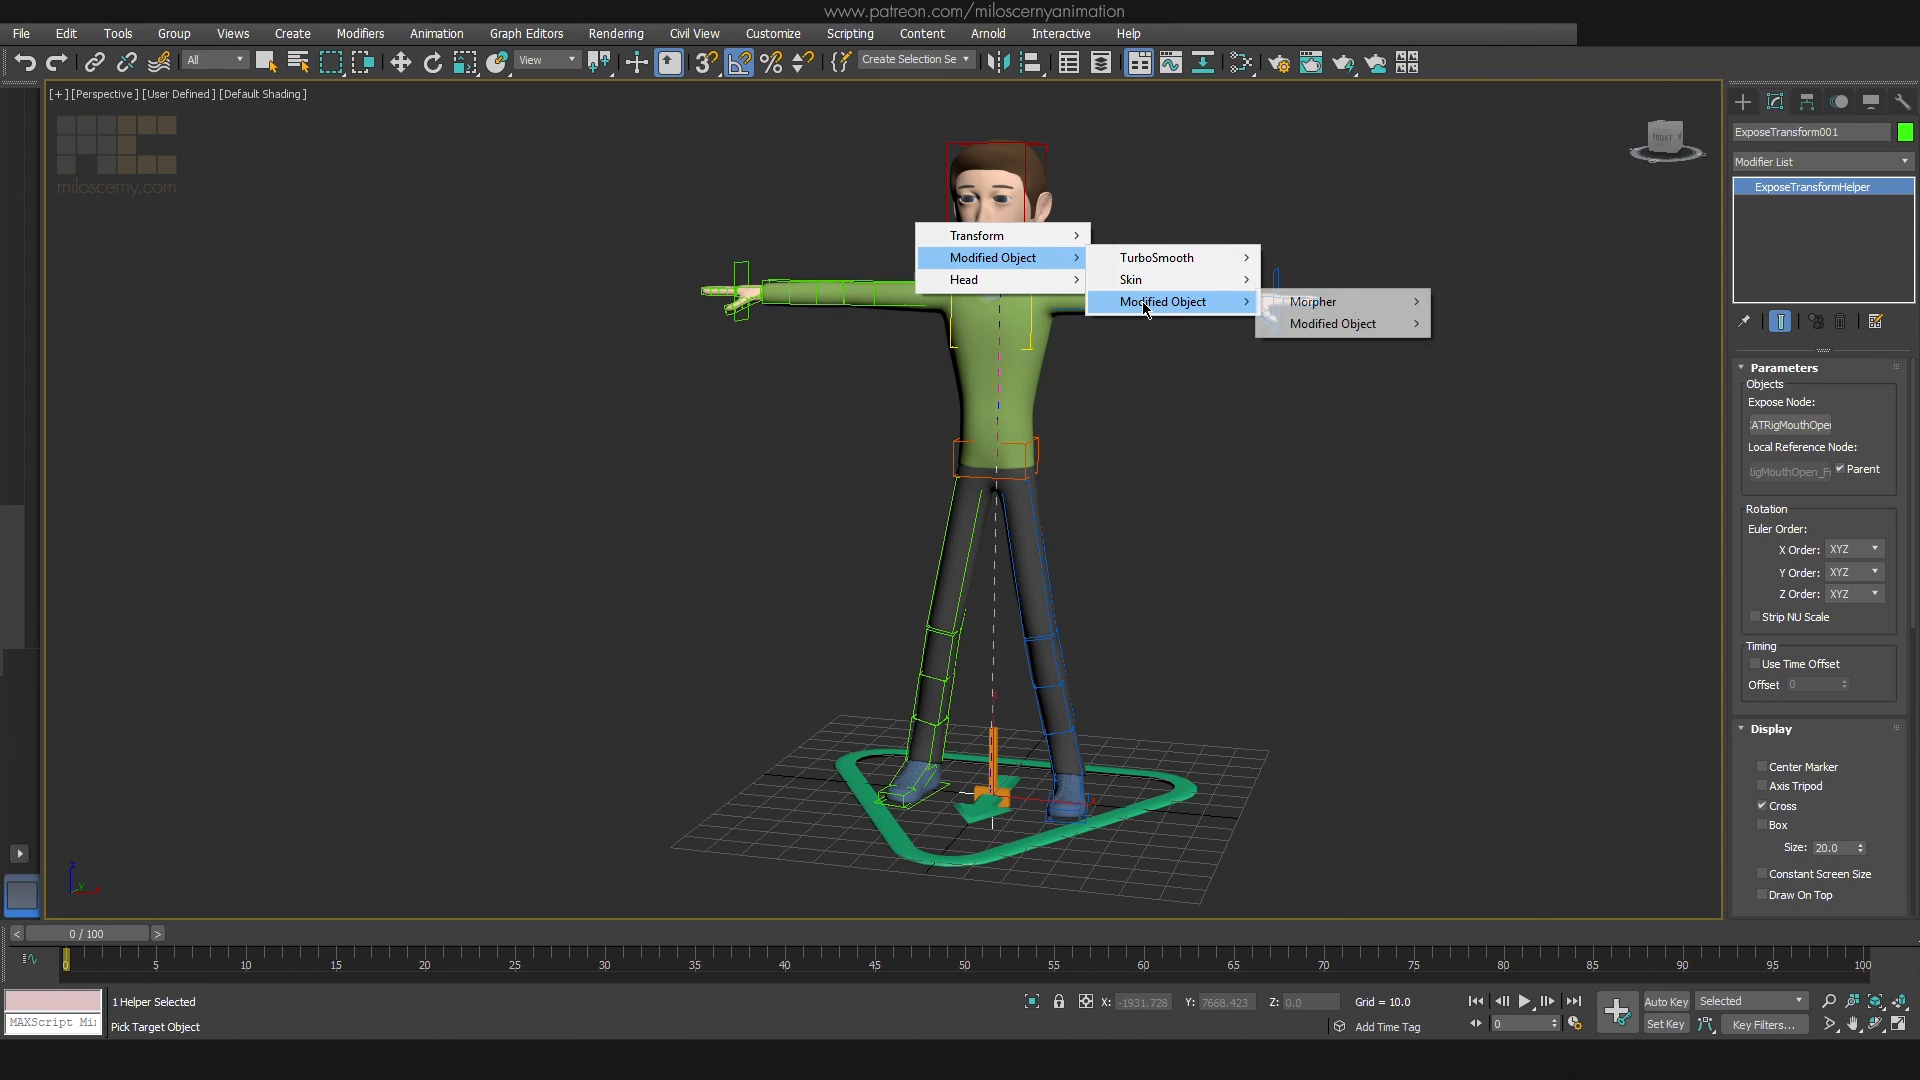 www.patreon.com/miloscernyanimation
File Edit Tools Group Views Create Modifiers Animation Graph Editors Rendering Civil View Customize Scripting Content Arnold Interactive Help
All
View
Create Selection Se
[+] [Perspective ] [User Defined ] [Default Shading ]
miloscerny.com
FRONT
Transform
Modified Object
Head
TurboSmooth
Skin
Modified Object
Morpher
Modified Object
ExposeTransform001
Modifier List
ExposeTransformHelper
Parameters
Objects
Expose Node:
Local Reference Node:
Parent
Rotation
Euler Order:
X Order: XYZ
Y Order: XYZ
Z Order: XYZ
Strip NU Scale
Timing
Use Time Offset
Offset 0
Display
Center Marker
Axis Tripod
Cross
Box
Size: 20.0
Constant Screen Size
Draw On Top
z
y
x
< 0 / 100 >
0 5 10 15 20 25 30 35 40 45 50 55 60 65 70 75 80 85 90 95 100
1 Helper Selected
MAXScript Mi
Pick Target Object
X: -1931.728 Y: 7668.423 Z: 0.0 Grid = 10.0
Add Time Tag
0
Auto Key Selected
Set Key Key Filters...